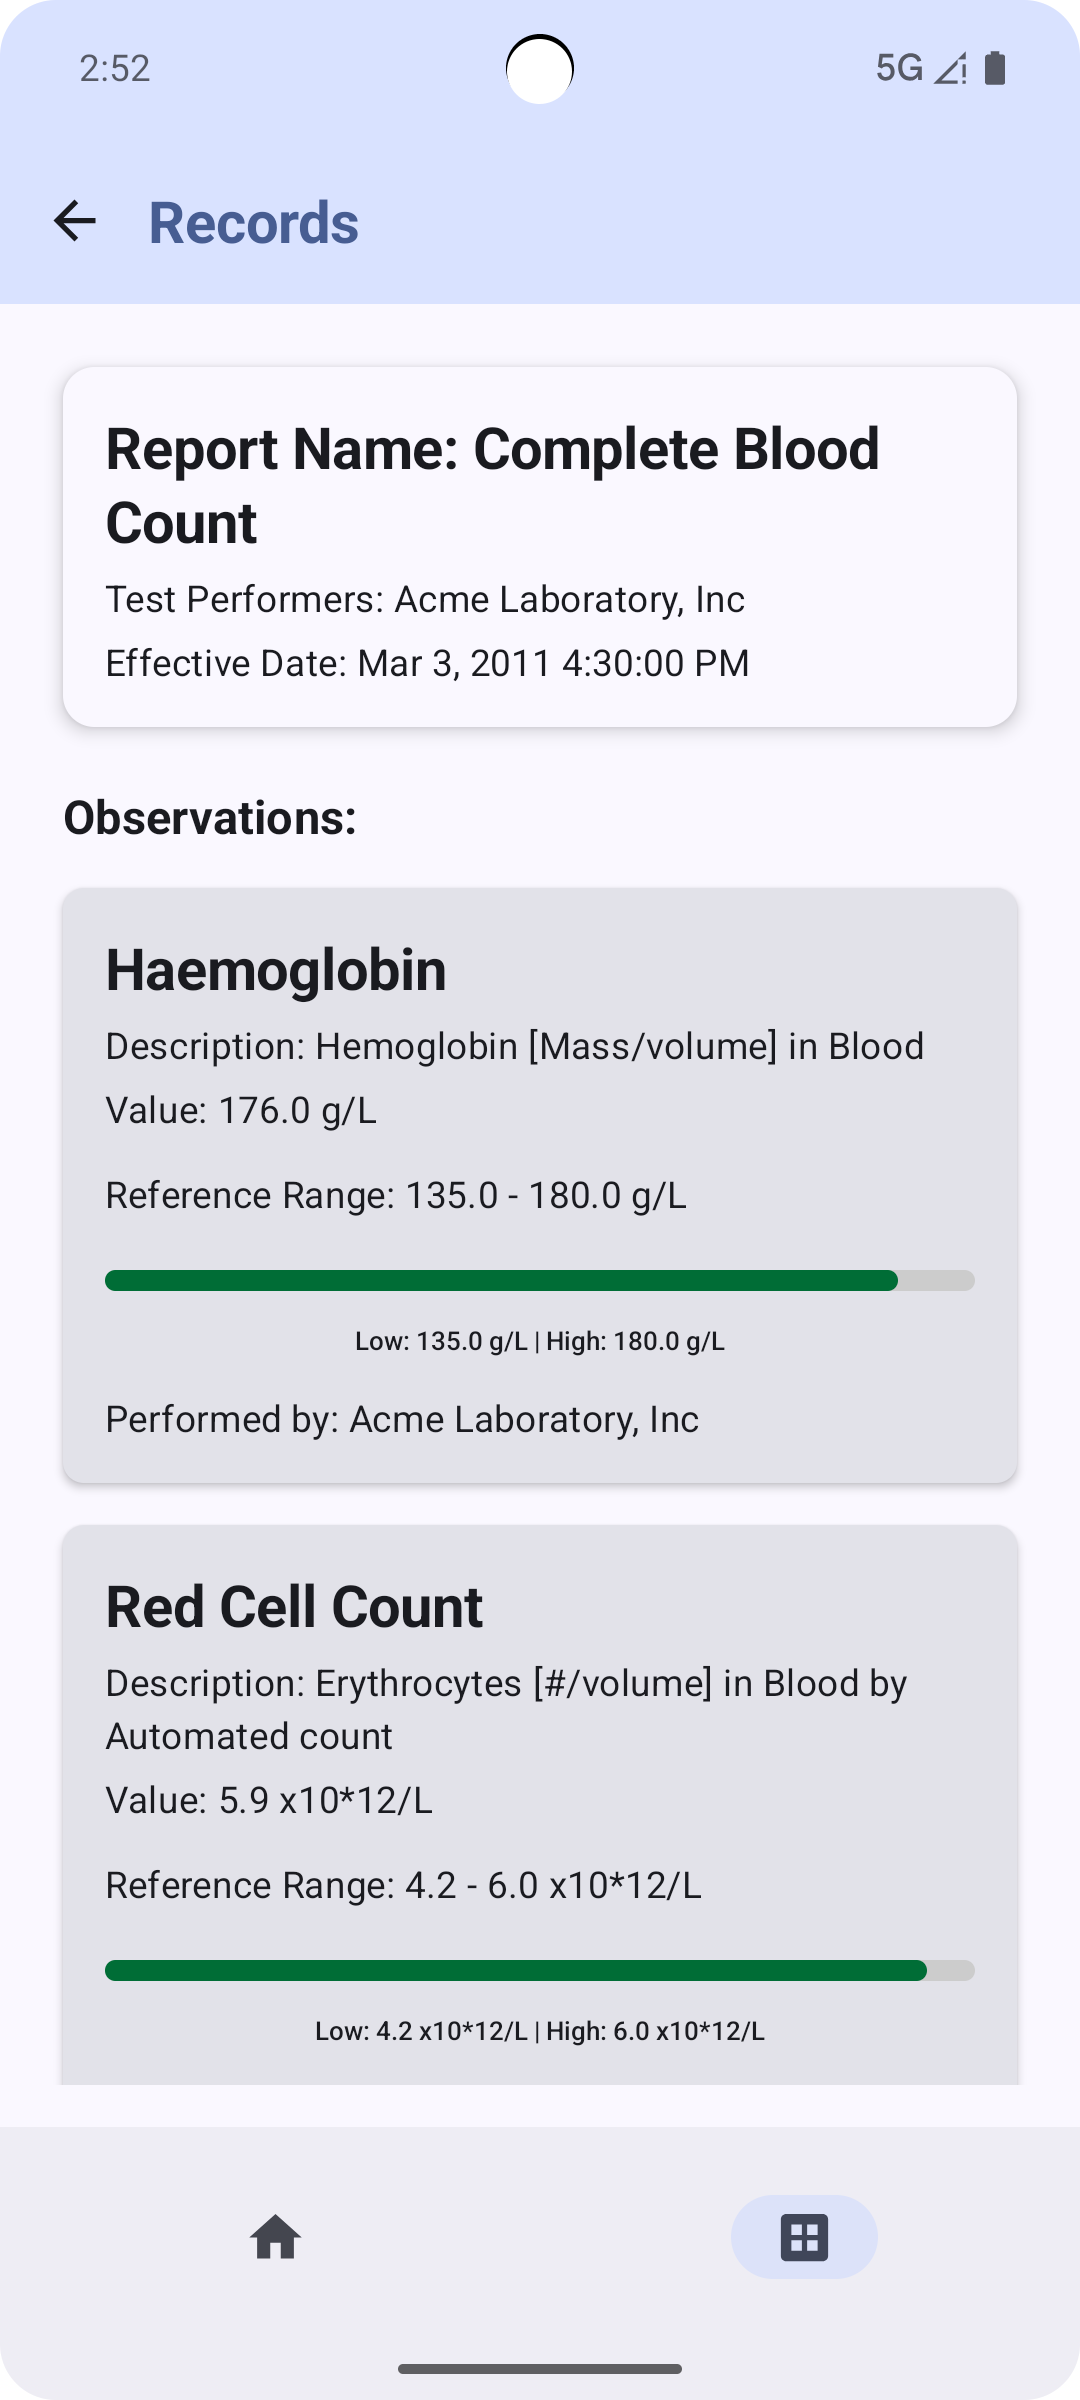 2:52
5G
Records
Report Name: Complete Blood
Count
Test Performers: Acme Laboratory, Inc
Effective Date: Mar 3, 2011 4:30:00 PM
Observations:
Haemoglobin
Description: Hemoglobin [Mass/volume] in Blood
Value: 176.0 g/L
Reference Range: 135.0 - 180.0 g/L
Low: 135.0 g/L | High: 180.0 g/L
Performed by: Acme Laboratory, Inc
Red Cell Count
Description: Erythrocytes [#/volume] in Blood by
Automated count
Value: 5.9 x10*12/L
Reference Range: 4.2 - 6.0 x10*12/L
Low: 4.2 x10*12/L | High: 6.0 x10*12/L